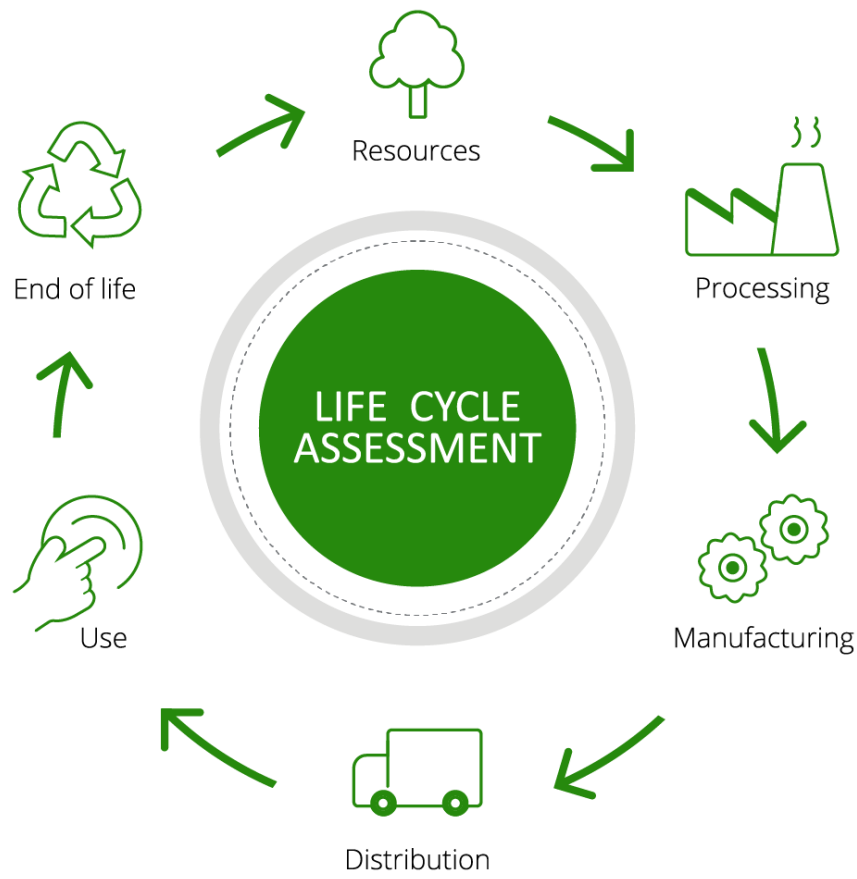 Resources
Processing
Manufacturing
Distribution
Use
End of life
LIFE CYCLE
ASSESSMENT